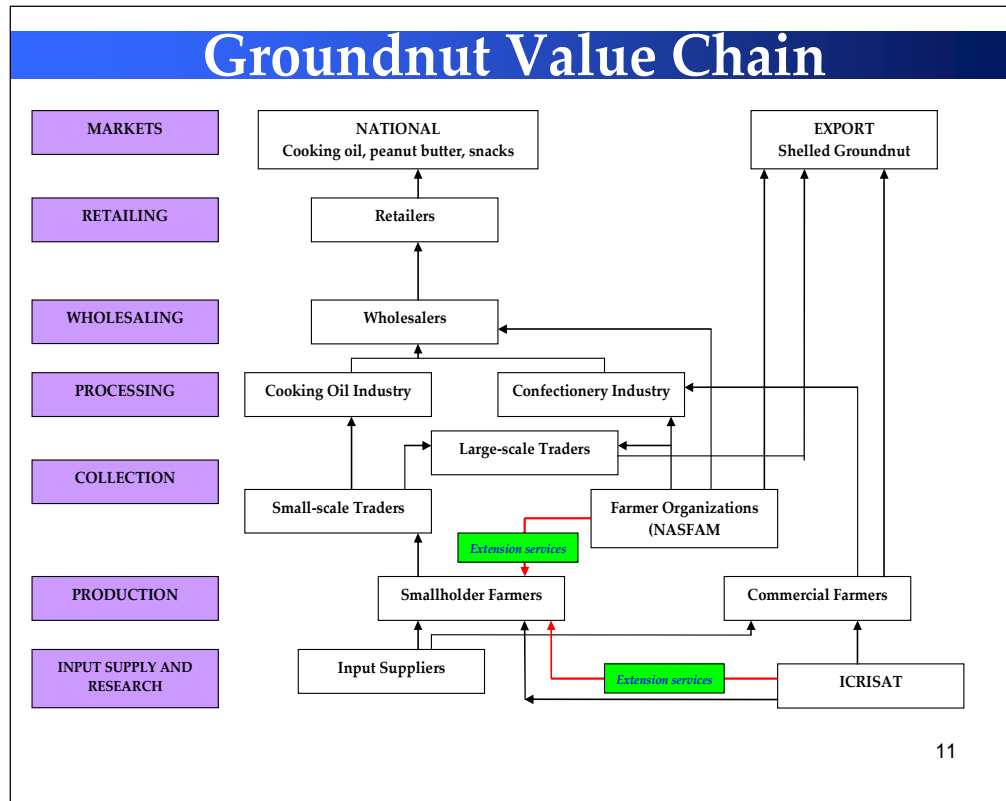 Groundnut Value Chain
MARKETS
NATIONAL
Cooking oil, peanut butter, snacks
EXPORT
Shelled Groundnut
RETAILING
Retailers
WHOLESALING
Wholesalers
PROCESSING
Cooking Oil Industry
Confectionery Industry
Large-scale Traders
COLLECTION
Small-scale Traders
Farmer Organizations
(NASFAM
Extension services
PRODUCTION
Smallholder Farmers
Commercial Farmers
INPUT SUPPLY AND
RESEARCH
Input Suppliers
Extension services
ICRISAT
11